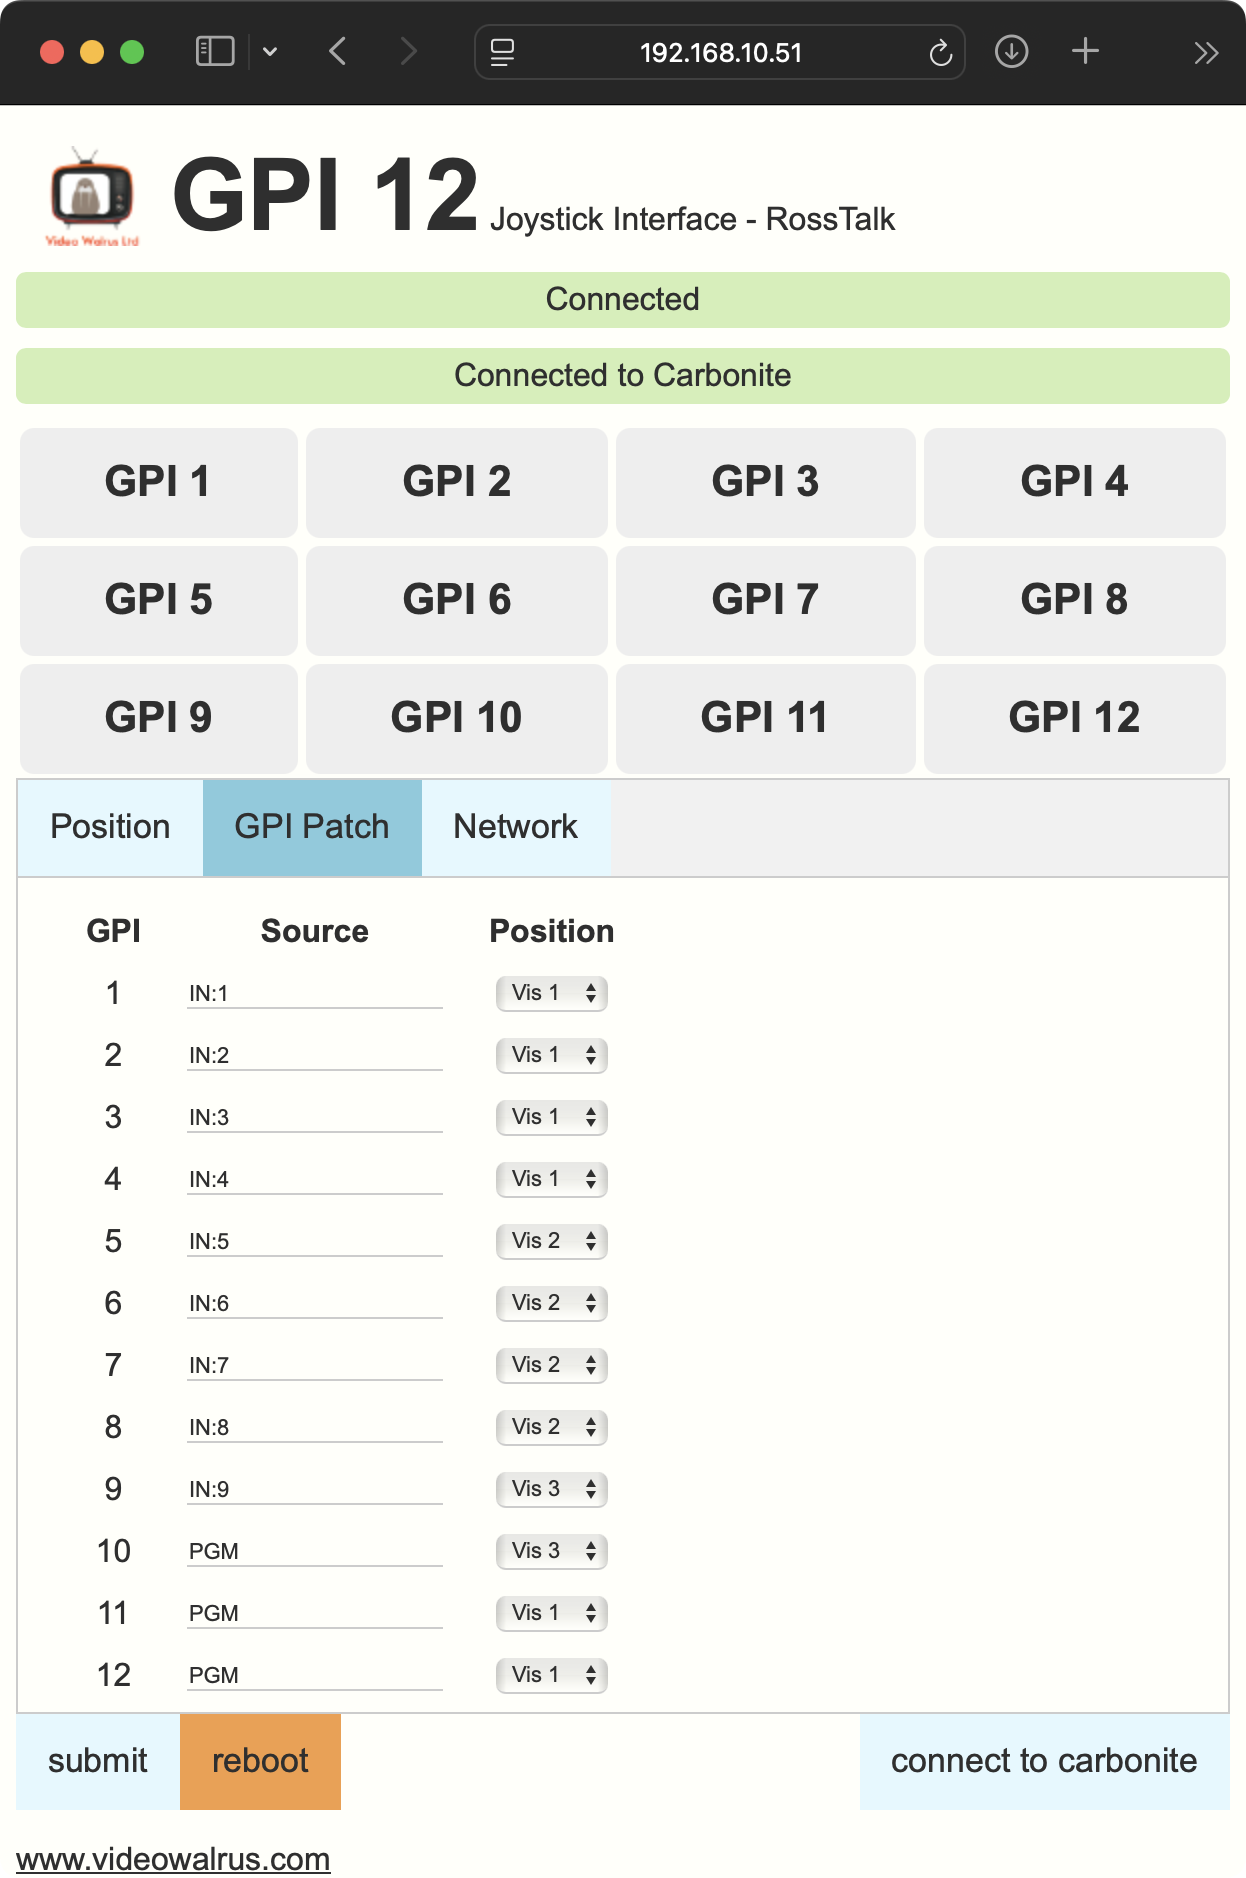 192.168.10.51
Video Walrus Ltd
GPI 12 Joystick Interface - RossTalk
Connected
Connected to Carbonite
GPI 1 GPI 2 GPI 3 GPI 4
GPI 5 GPI 6 GPI 7 GPI 8
GPI 9 GPI 10 GPI 11 GPI 12
Position GPI Patch Network
GPI Source Position
1 IN:1 Vis 1
2 IN:2 Vis 1
3 IN:3 Vis 1
4 IN:4 Vis 1
5 IN:5 Vis 2
6 IN:6 Vis 2
7 IN:7 Vis 2
8 IN:8 Vis 2
9 IN:9 Vis 3
10 PGM Vis 3
11 PGM Vis 1
12 PGM Vis 1
submit reboot connect to carbonite
www.videowalrus.com